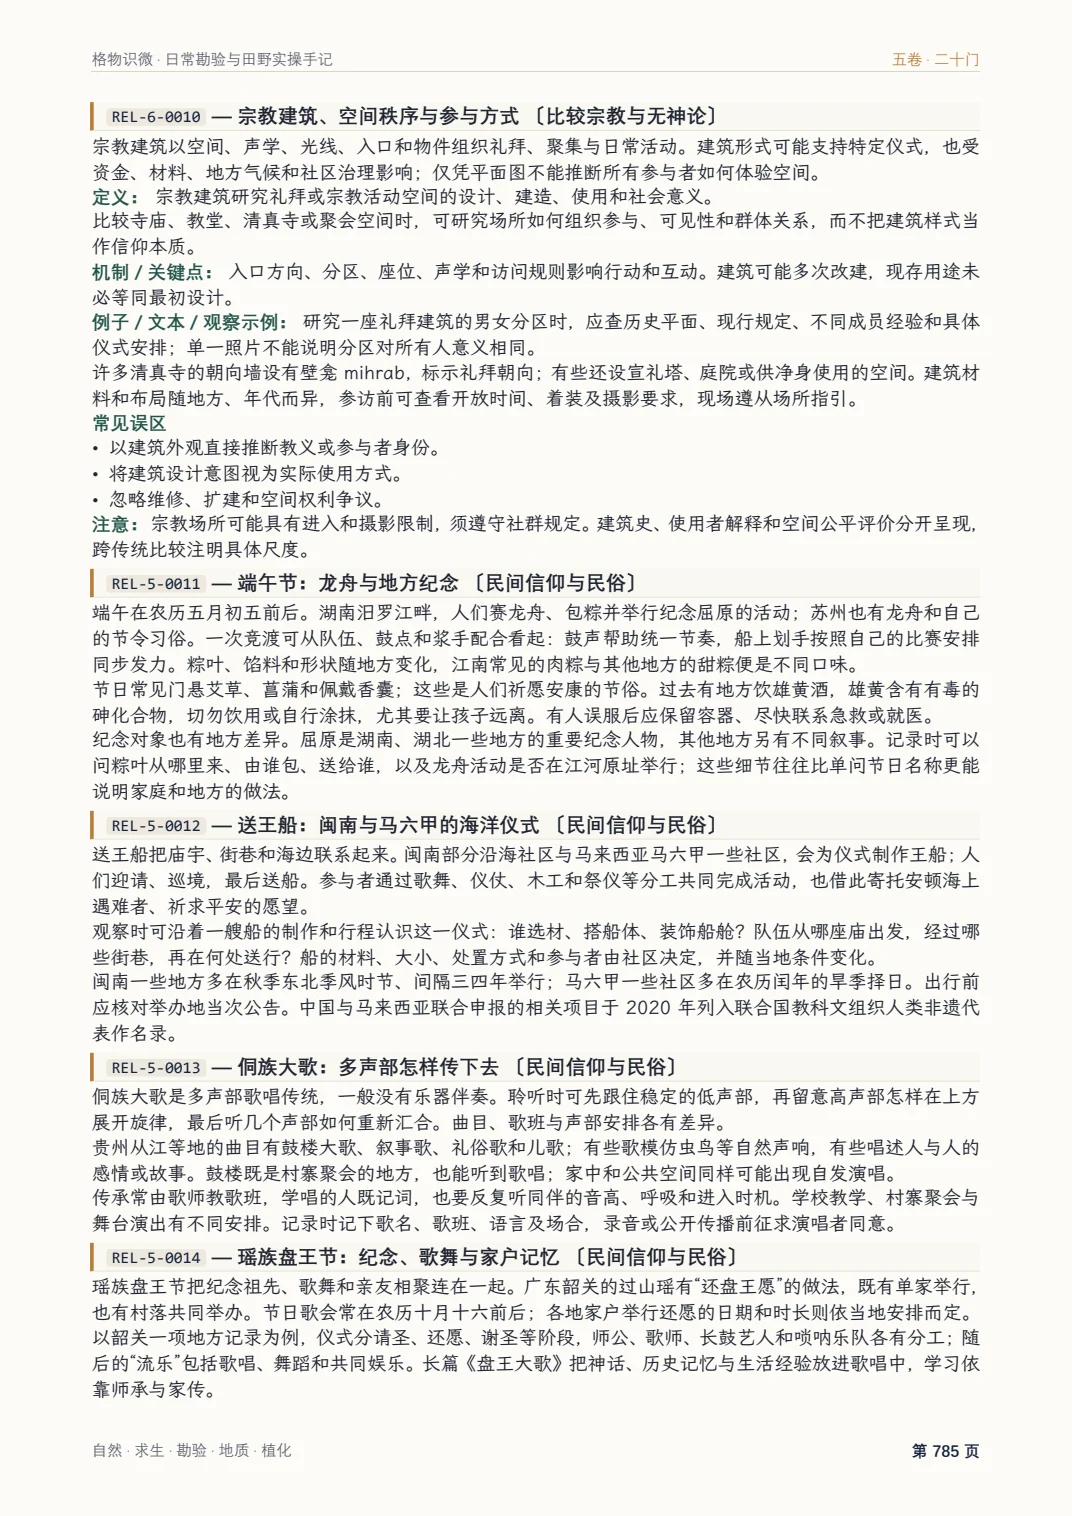 格物识微 · 日常勘验与田野实操手记
五卷 · 二十门
REL-6-0010 — 宗教建筑、空间秩序与参与方式 〔比较宗教与无神论〕
宗教建筑以空间、声学、光线、入口和物件组织礼拜、聚集与日常活动。建筑形式可能支持特定仪式，也受
资金、材料、地方气候和社区治理影响；仅凭平面图不能推断所有参与者如何体验空间。
定义： 宗教建筑研究礼拜或宗教活动空间的设计、建造、使用和社会意义。
比较寺庙、教堂、清真寺或聚会空间时，可研究场所如何组织参与、可见性和群体关系，而不把建筑样式当
作信仰本质。
机制 / 关键点： 入口方向、分区、座位、声学和访问规则影响行动和互动。建筑可能多次改建，现存用途未
必等同最初设计。
例子 / 文本 / 观察示例： 研究一座礼拜建筑的男女分区时，应查历史平面、现行规定、不同成员经验和具体
仪式安排；单一照片不能说明分区对所有人意义相同。
许多清真寺的朝向墙设有壁龛 mihrab，标示礼拜朝向；有些还设宣礼塔、庭院或供净身使用的空间。建筑材
料和布局随地方、年代而异，参访前可查看开放时间、着装及摄影要求，现场遵从场所指引。
常见误区
• 以建筑外观直接推断教义或参与者身份。
• 将建筑设计意图视为实际使用方式。
• 忽略维修、扩建和空间权利争议。
注意： 宗教场所可能具有进入和摄影限制，须遵守社群规定。建筑史、使用者解释和空间公平评价分开呈现，
跨传统比较注明具体尺度。
REL-5-0011 — 端午节：龙舟与地方纪念 〔民间信仰与民俗〕
端午在农历五月初五前后。湖南汨罗江畔，人们赛龙舟、包粽并举行纪念屈原的活动；苏州也有龙舟和自己
的节令习俗。一次竞渡可从队伍、鼓点和桨手配合看起：鼓声帮助统一节奏，船上划手按照自己的比赛安排
同步发力。粽叶、馅料和形状随地方变化，江南常见的肉粽与其他地方的甜粽便是不同口味。
节日常见门悬艾草、菖蒲和佩戴香囊；这些是人们祈愿安康的节俗。过去有地方饮雄黄酒，雄黄含有有毒的
砷化合物，切勿饮用或自行涂抹，尤其要让孩子远离。有人误服后应保留容器、尽快联系急救或就医。
纪念对象也有地方差异。屈原是湖南、湖北一些地方的重要纪念人物，其他地方另有不同叙事。记录时可以
问粽叶从哪里来、由谁包、送给谁，以及龙舟活动是否在江河原址举行；这些细节往往比单问节日名称更能
说明家庭和地方的做法。
REL-5-0012 — 送王船：闽南与马六甲的海洋仪式 〔民间信仰与民俗〕
送王船把庙宇、街巷和海边联系起来。闽南部分沿海社区与马来西亚马六甲一些社区，会为仪式制作王船；人
们迎请、巡境，最后送船。参与者通过歌舞、仪仗、木工和祭仪等分工共同完成活动，也借此寄托安顿海上
遇难者、祈求平安的愿望。
观察时可沿着一艘船的制作和行程认识这一仪式：谁选材、搭船体、装饰船舱？队伍从哪座庙出发，经过哪
些街巷，再在何处送行？船的材料、大小、处置方式和参与者由社区决定，并随当地条件变化。
闽南一些地方多在秋季东北季风时节、间隔三四年举行；马六甲一些社区多在农历闰年的旱季择日。出行前
应核对举办地当次公告。中国与马来西亚联合申报的相关项目于 2020 年列入联合国教科文组织人类非遗代
表作名录。
REL-5-0013 — 侗族大歌：多声部怎样传下去 〔民间信仰与民俗〕
侗族大歌是多声部歌唱传统，一般没有乐器伴奏。聆听时可先跟住稳定的低声部，再留意高声部怎样在上方
展开旋律，最后听几个声部如何重新汇合。曲目、歌班与声部安排各有差异。
贵州从江等地的曲目有鼓楼大歌、叙事歌、礼俗歌和儿歌；有些歌模仿虫鸟等自然声响，有些唱述人与人的
感情或故事。鼓楼既是村寨聚会的地方，也能听到歌唱；家中和公共空间同样可能出现自发演唱。
传承常由歌师教歌班，学唱的人既记词，也要反复听同伴的音高、呼吸和进入时机。学校教学、村寨聚会与
舞台演出有不同安排。记录时记下歌名、歌班、语言及场合，录音或公开传播前征求演唱者同意。
REL-5-0014 — 瑶族盘王节：纪念、歌舞与家户记忆 〔民间信仰与民俗〕
瑶族盘王节把纪念祖先、歌舞和亲友相聚连在一起。广东韶关的过山瑶有“还盘王愿”的做法，既有单家举行，
也有村落共同举办。节日歌会常在农历十月十六前后；各地家户举行还愿的日期和时长则依当地安排而定。
以韶关一项地方记录为例，仪式分请圣、还愿、谢圣等阶段，师公、歌师、长鼓艺人和唢呐乐队各有分工；随
后的“流乐”包括歌唱、舞蹈和共同娱乐。长篇《盘王大歌》把神话、历史记忆与生活经验放进歌唱中，学习依
靠师承与家传。
自然 · 求生 · 勘验 · 地质 · 植化
第 785 页